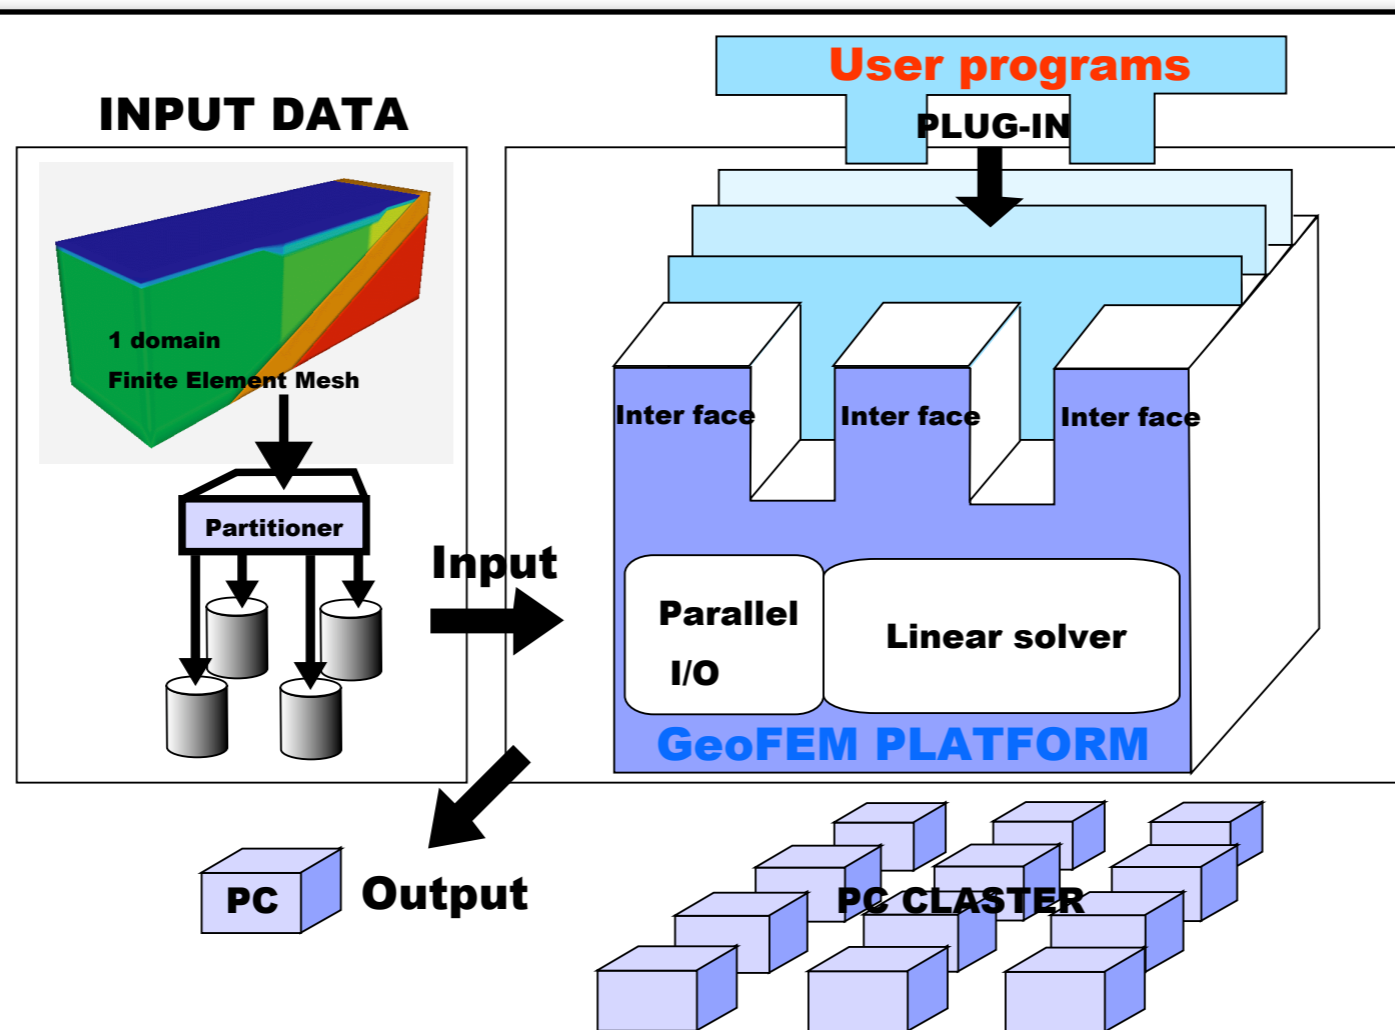 User programs
INPUT DATA
PLUG-IN
1 domain
Finite Element Mesh
Inter face
Inter face
Inter face
Partitioner
Input
Parallel
I/O
Linear solver
GeoFEM PLATFORM
PC
Output
PC CLASTER